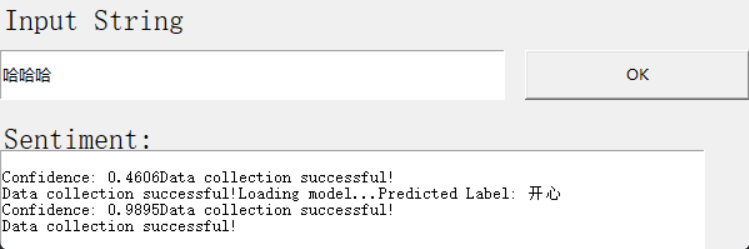 Input String
哈哈哈
OK
Sentiment:
Confidence: 0.4606Data collection successful!
Data collection successful!Loading model...Predicted Label: 开心
Confidence: 0.9895Data collection successful!
Data collection successful!